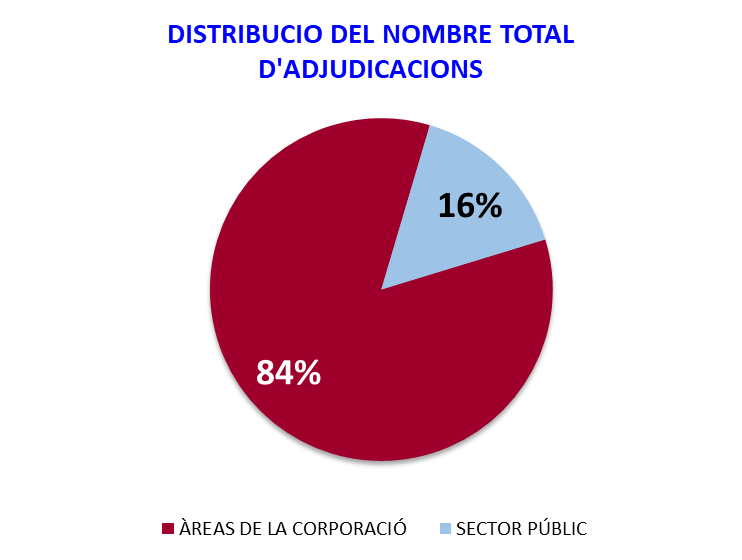 DISTRIBUCIO DEL NOMBRE TOTAL
D'ADJUDICACIONS
16%
84%
ÀREAS DE LA CORPORACIÓ
SECTOR PÚBLIC